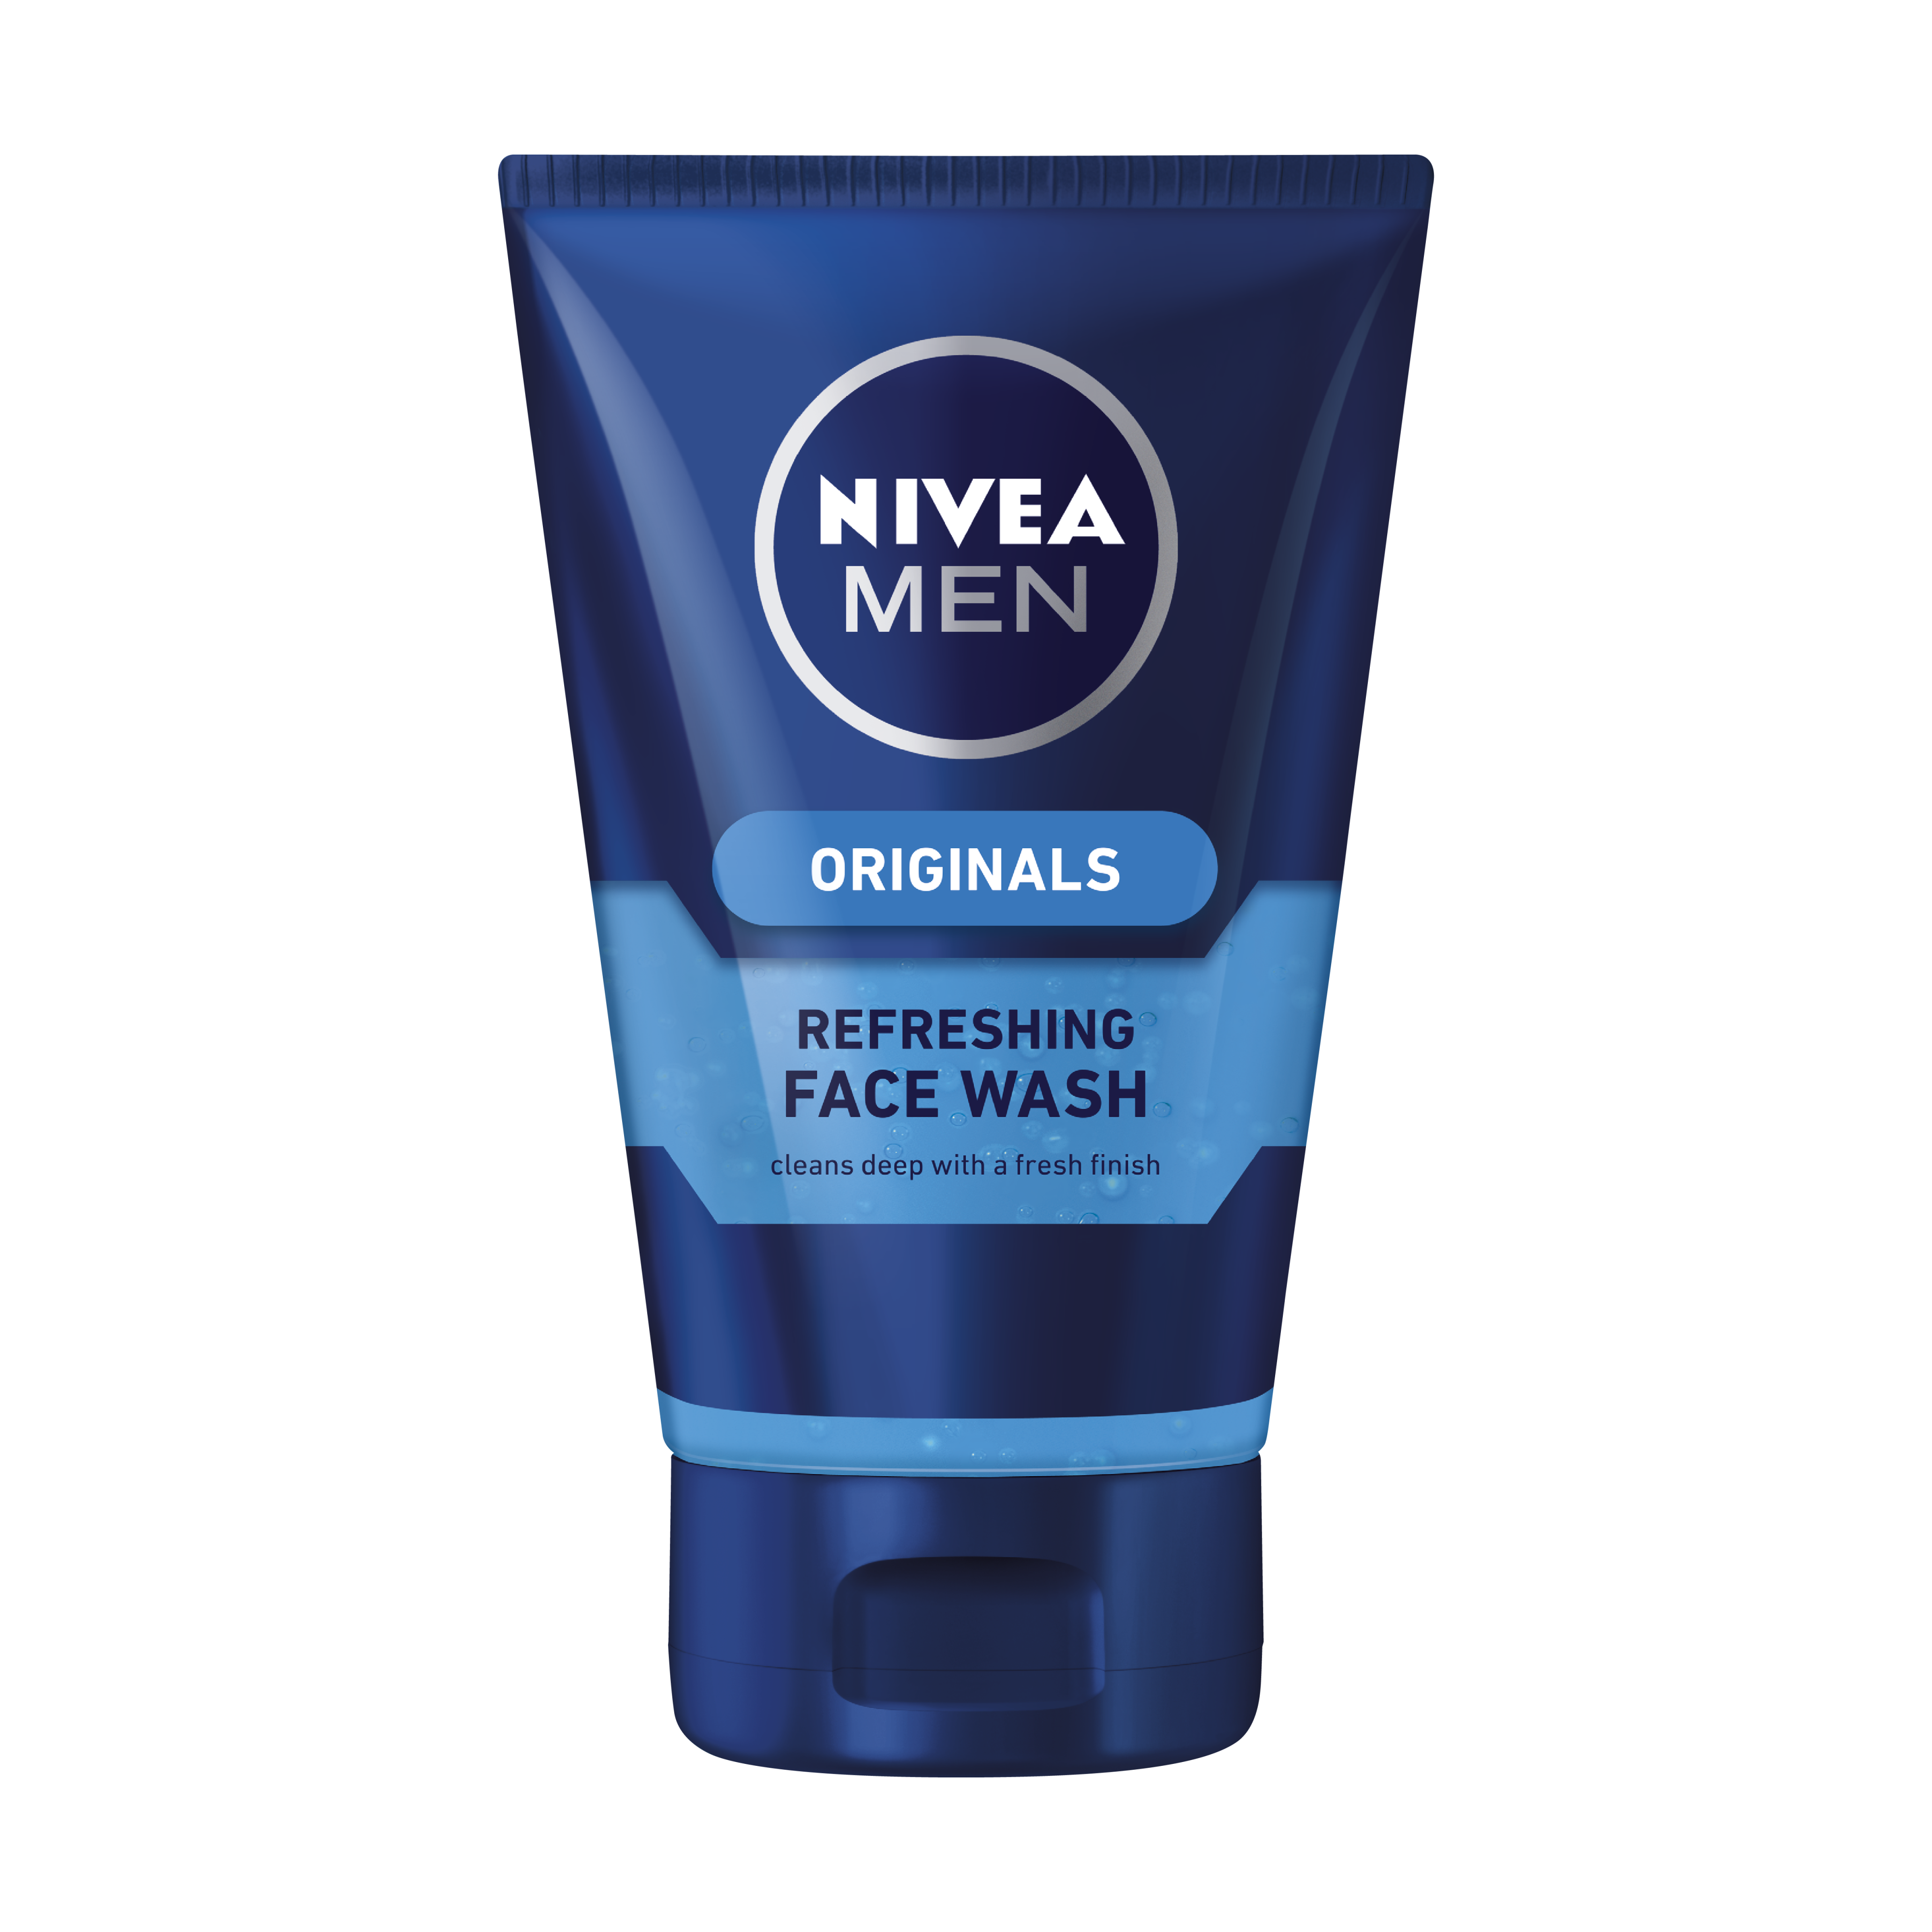 NIVEA
MEN
ORIGINALS
REFRESHING
FACE WASH
cleans deep with a fresh finish